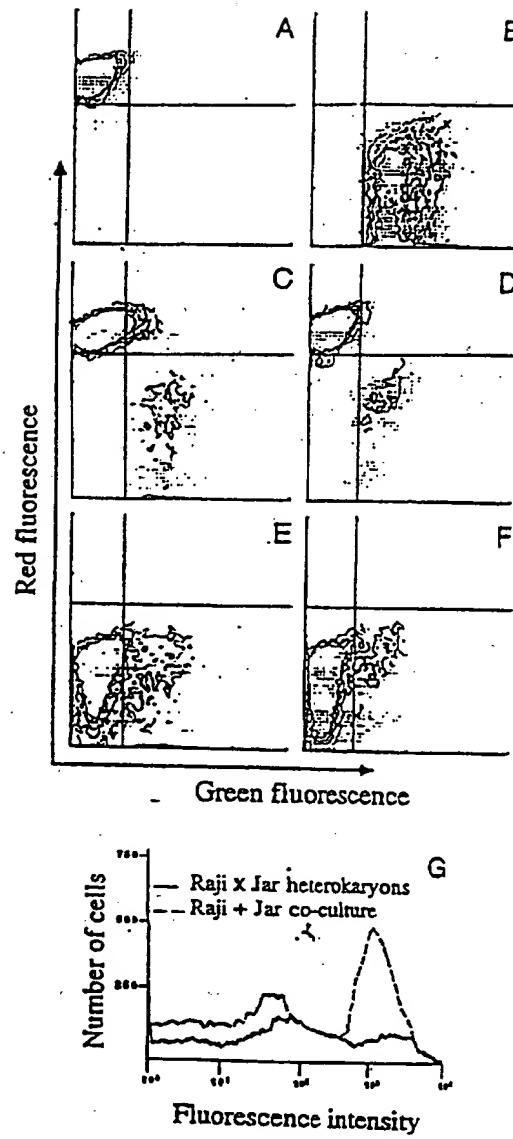 A
B
C
D
E
F
Red fluorescence
Green fluorescence
G
Raji x Jar heterokaryons
Raji + Jar co-culture
Number of cells
Fluorescence intensity